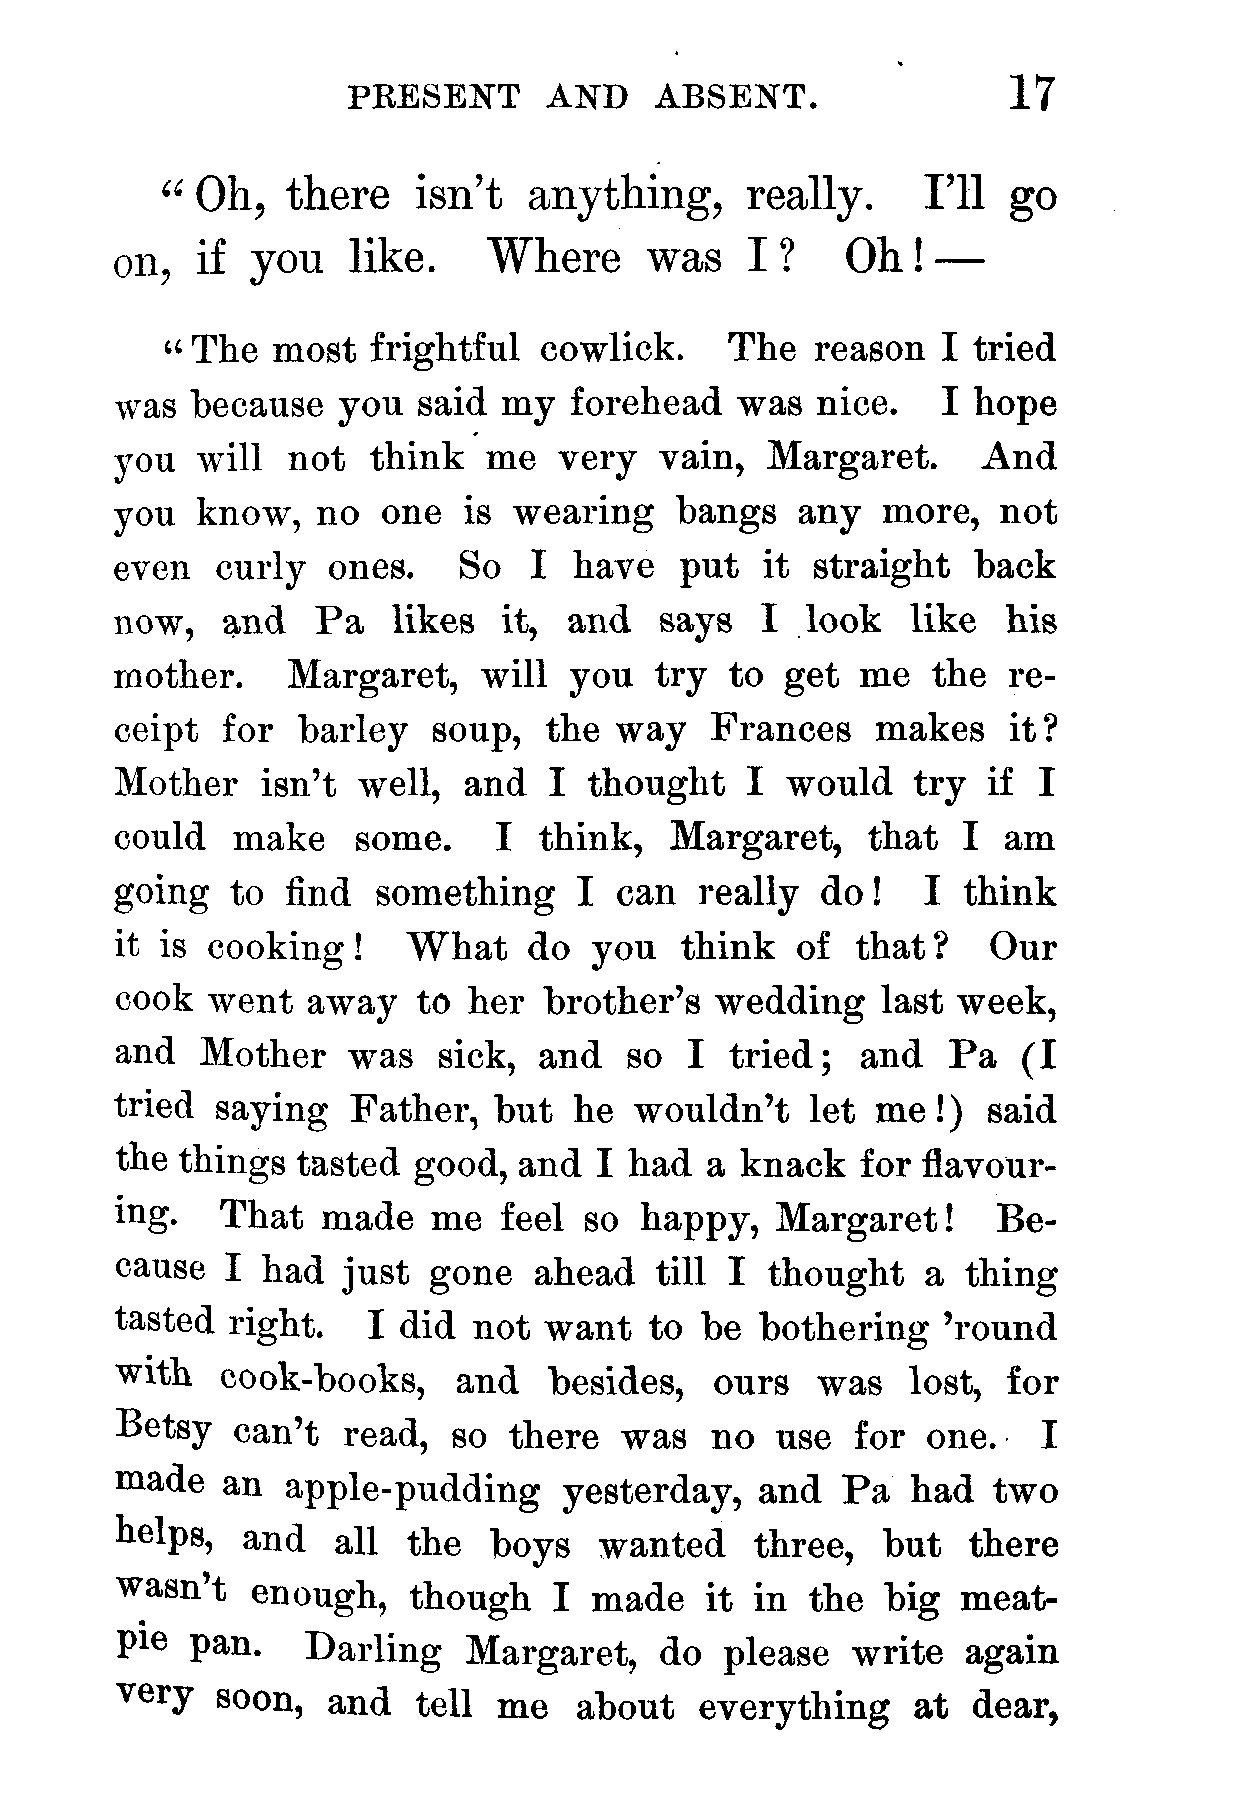 PRESENT AND ABSENT. 17
“Oh, there isn’t anything, really. I’ll go
on, if you like. Where was I? Oh!—
“The most frightful cowlick. The reason I tried
was because you said my forehead was nice. I hope
you will not think me very vain, Margaret. And
you know, no one is wearing bangs any more, not
even curly ones. So I have put it straight back
now, and Pa likes it, and says I look like his
mother. Margaret, will you try to get me the re-
ceipt for barley soup, the way Frances makes it?
Mother isn’t well, and I thought I would try if I
could make some. I think, Margaret, that I am
going to find something I can really do! I think
it is cooking! What do you think of that? Our
cook went away to her brother’s wedding last week,
and Mother was sick, and so I tried; and Pa (I
tried saying Father, but he wouldn’t let me!) said
the things tasted good, and I had a knack for flavour-
ing. That made me feel so happy, Margaret! Be-
cause I had just gone ahead till I thought a thing
tasted right. I did not want to be bothering ’round
with cook-books, and besides, ours was lost, for
Betsy can’t read, so there was no use for one. I
made an apple-pudding yesterday, and Pa had two
helps, and all the boys wanted three, but there
wasn’t enough, though I made it in the big meat-
pie pan. Darling Margaret, do please write again
very soon, and tell me about everything at dear,